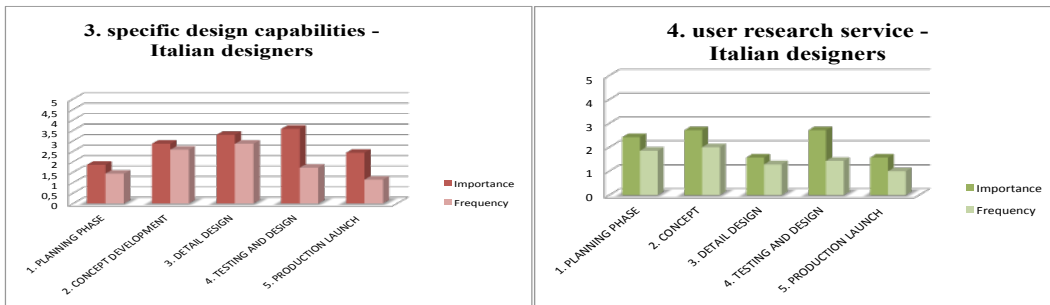 3. specific design capabilities -
Italian designers
5
4,5
4
3,5
3
2,5
2
1,5
1
0,5
0
Importance
Frequency
1. PLANNING PHASE
2. CONCEPT DEVELOPMENT
3. DETAIL DESIGN
4. TESTING AND DESIGN
5. PRODUCTION LAUNCH
4. user research service -
Italian designers
5
4
3
2
1
0
Importance
Frequency
1. PLANNING PHASE
2. CONCEPT
3. DETAIL DESIGN
4. TESTING AND DESIGN
5. PRODUCTION LAUNCH